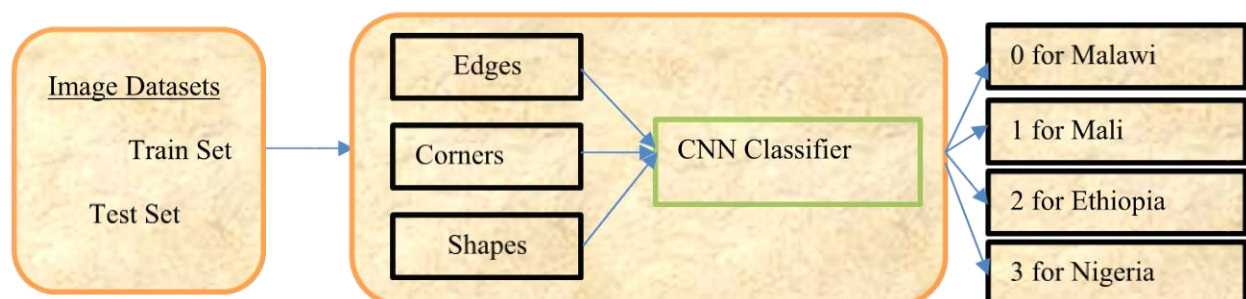 Image Datasets
Train Set
Test Set
Edges
Corners
Shapes
CNN Classifier
0 for Malawi
1 for Mali
2 for Ethiopia
3 for Nigeria